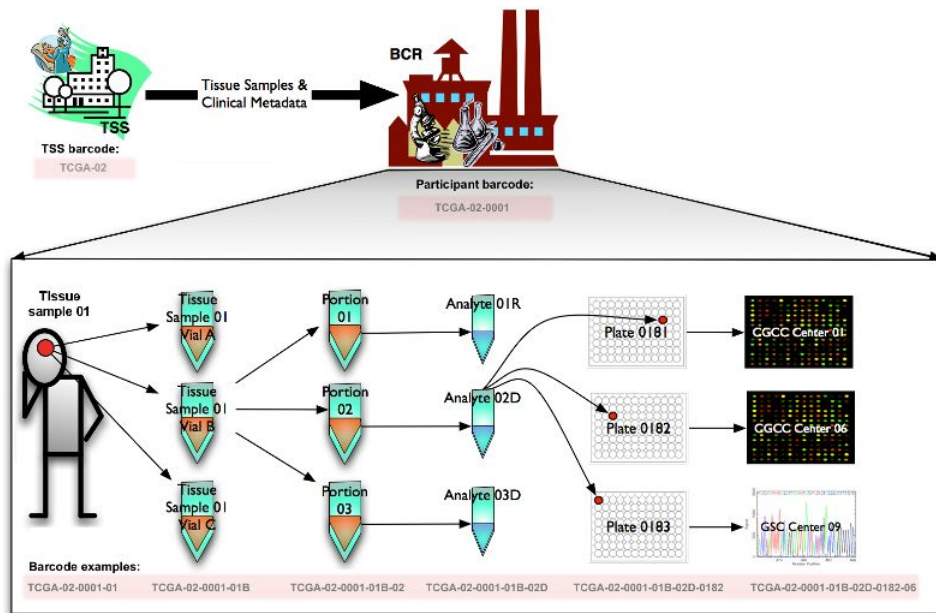 BCR
Tissue Samples &
Clinical Metadata
TSS
TSS barcode:
TCGA-02
Participant barcode:
TCGA-02-0001
Tissue
sample 01
Tissue
Sample 01
Vial A
Portion
01
Analyte 01R
Plate 0181
CGCC Center 01
Tissue
Sample 01
Vial B
Portion
02
Analyte 02D
Plate 0182
CGCC Center 06
Tissue
Sample 01
Vial C
Portion
03
Analyte 03D
Plate 0183
GSC Center 09
Barcode examples:
TCGA-02-0001-01
TCGA-02-0001-01B
TCGA-02-0001-01B-02
TCGA-02-0001-01B-02D
TCGA-02-0001-01B-02D-0182
TCGA-02-0001-01B-02D-0182-06